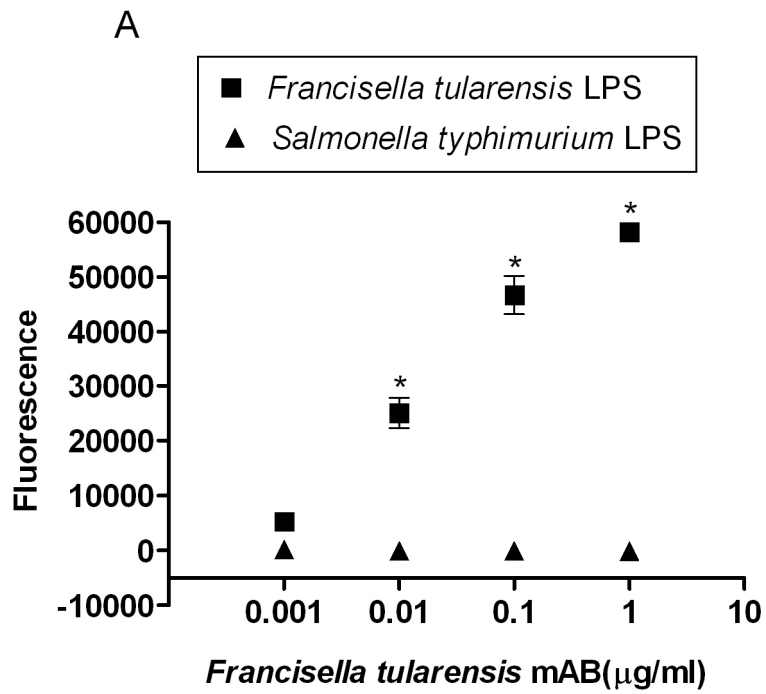 A
■ Francisella tularensis LPS
▲ Salmonella typhimurium LPS
60000
50000
40000
30000
20000
10000
0
-10000
Fluorescence
*
*
*
0.001 0.01 0.1 1 10
Francisella tularensis mAB(μg/ml)